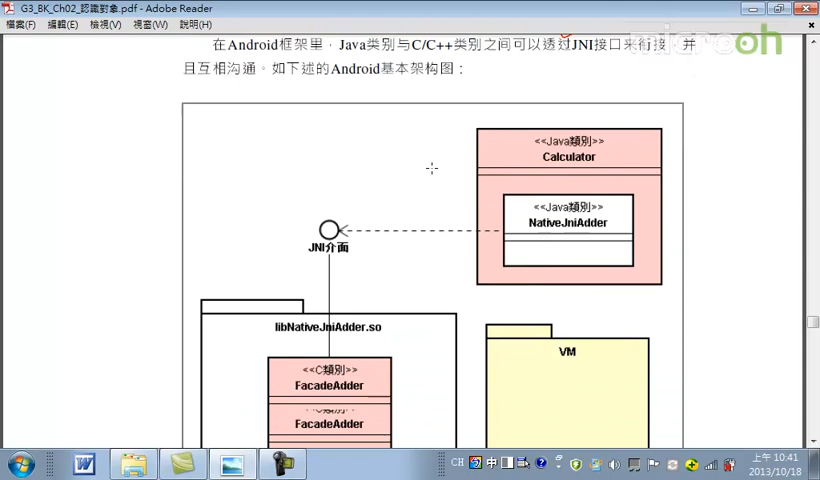 G3_BK_Ch02_認識對象.pdf - Adobe Reader
檔案(F) 編輯(E) 檢視(V) 視窗(W) 說明(H)
microoh
在Android框架里，Java类别与C/C++类别之间可以透过JNI接口来衔接，并
且互相沟通。如下述的Android基本架构图：
<<Java類別>>
Calculator
<<Java類別>>
NativeJniAdder
JNI介面
libNativeJniAdder.so
VM
<<C類別>>
FacadeAdder
FacadeAdder
CH 中
上午 10:41
2013/10/18